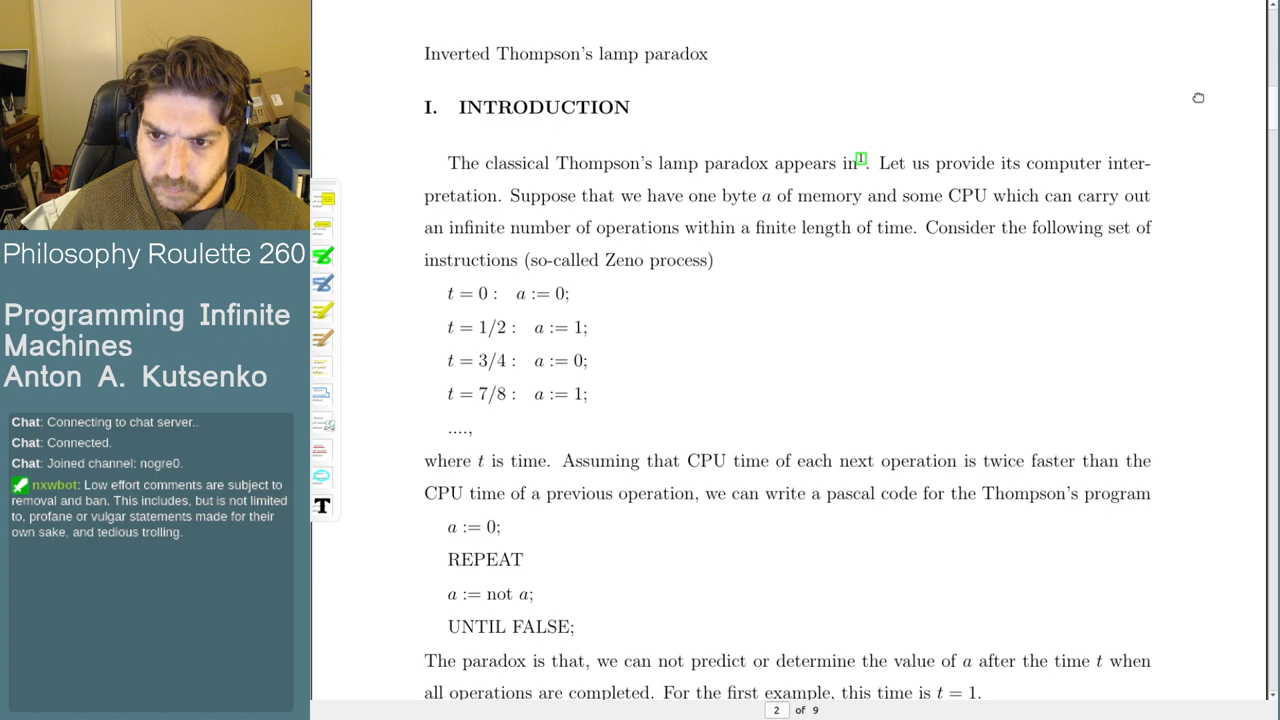 Philosophy Roulette 260
Programming Infinite
Machines
Anton A. Kutsenko
Chat: Connecting to chat server..
Chat: Connected.
Chat: Joined channel: nogre0.
nxwbot: Low effort comments are subject to
removal and ban. This includes, but is not limited
to, profane or vulgar statements made for their
own sake, and tedious trolling.
T
Inverted Thompson's lamp paradox
I. INTRODUCTION
The classical Thompson's lamp paradox appears in1. Let us provide its computer inter-
pretation. Suppose that we have one byte a of memory and some CPU which can carry out
an infinite number of operations within a finite length of time. Consider the following set of
instructions (so-called Zeno process)
t = 0 : a := 0;
t = 1/2 : a := 1;
t = 3/4 : a := 0;
t = 7/8 : a := 1;
....,
where t is time. Assuming that CPU time of each next operation is twice faster than the
CPU time of a previous operation, we can write a pascal code for the Thompson's program
a := 0;
REPEAT
a := not a;
UNTIL FALSE;
The paradox is that, we can not predict or determine the value of a after the time t when
all operations are completed. For the first example, this time is t = 1.
2 of 9